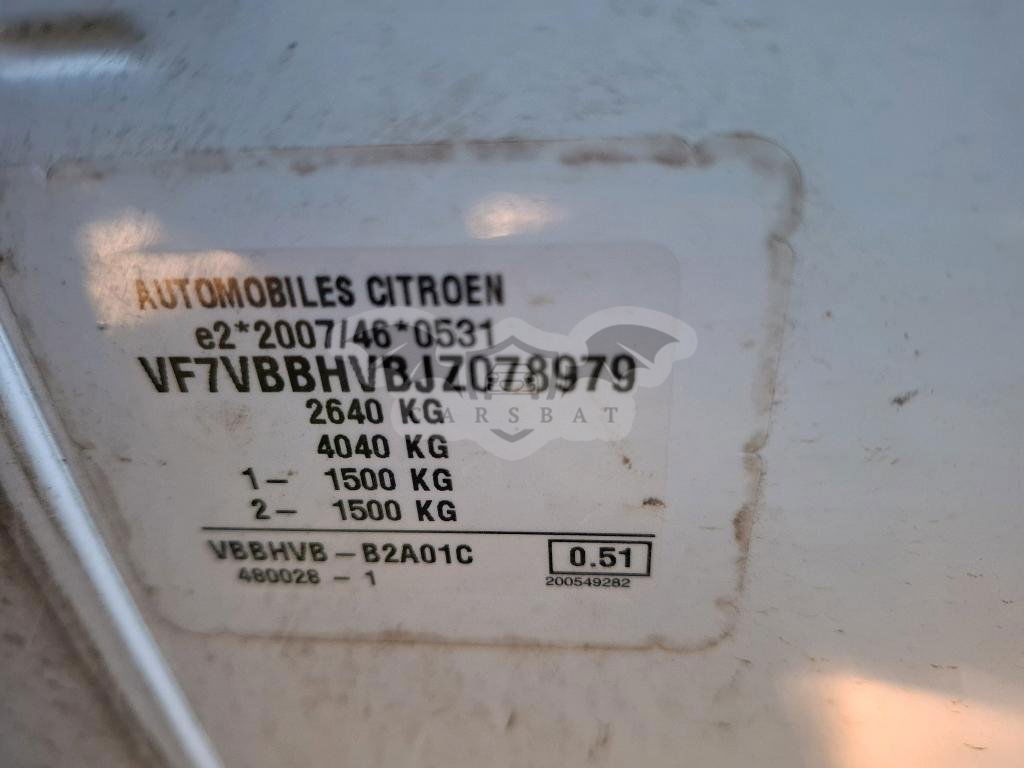 AUTOMOBILES CITROEN
e2*2007/46*0531
VF7VBBHVBJZ078979
2640 KG
CARSBAT
4040 KG
1- 1500 KG
2- 1500 KG
VBBHVB - B2A01C
0.51
480028 - 1
200549282